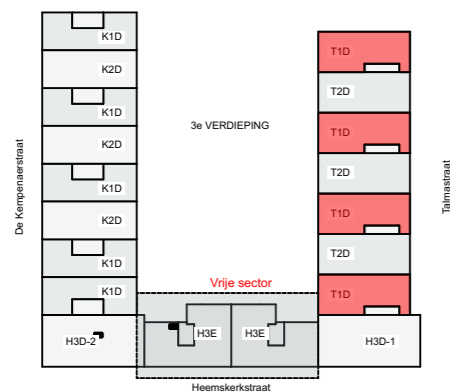 K1D
K2D
K1D
K2D
K1D
K2D
K1D
K1D
H3D-2
De Kempenaerstraat
3e VERDIEPING
Vrije sector
H3E
H3E
Heemskerkstraat
T1D
T2D
T1D
T2D
T1D
T2D
T1D
H3D-1
Talmastraat